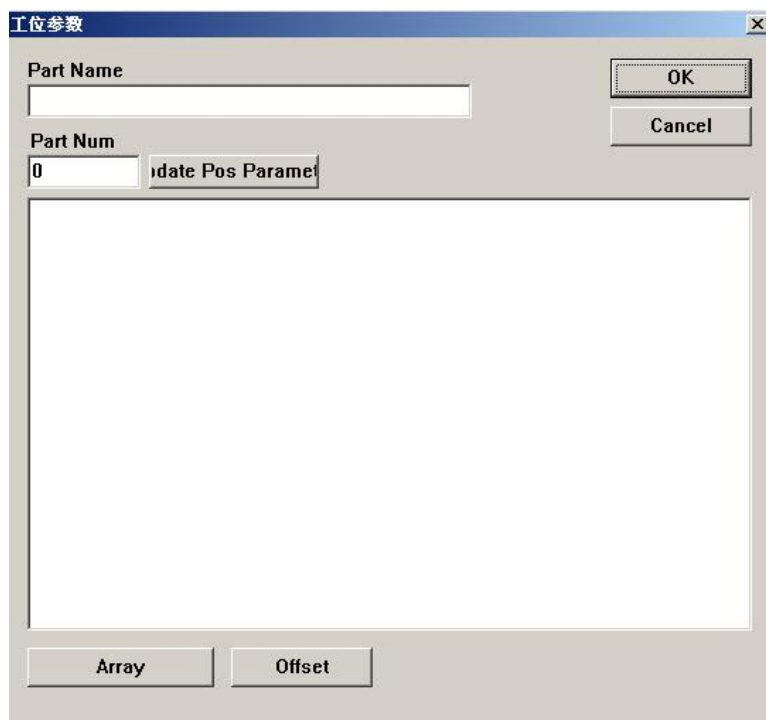 工位参数
Part Name
OK
Cancel
Part Num
0
date Pos Paramet
Array
Offset